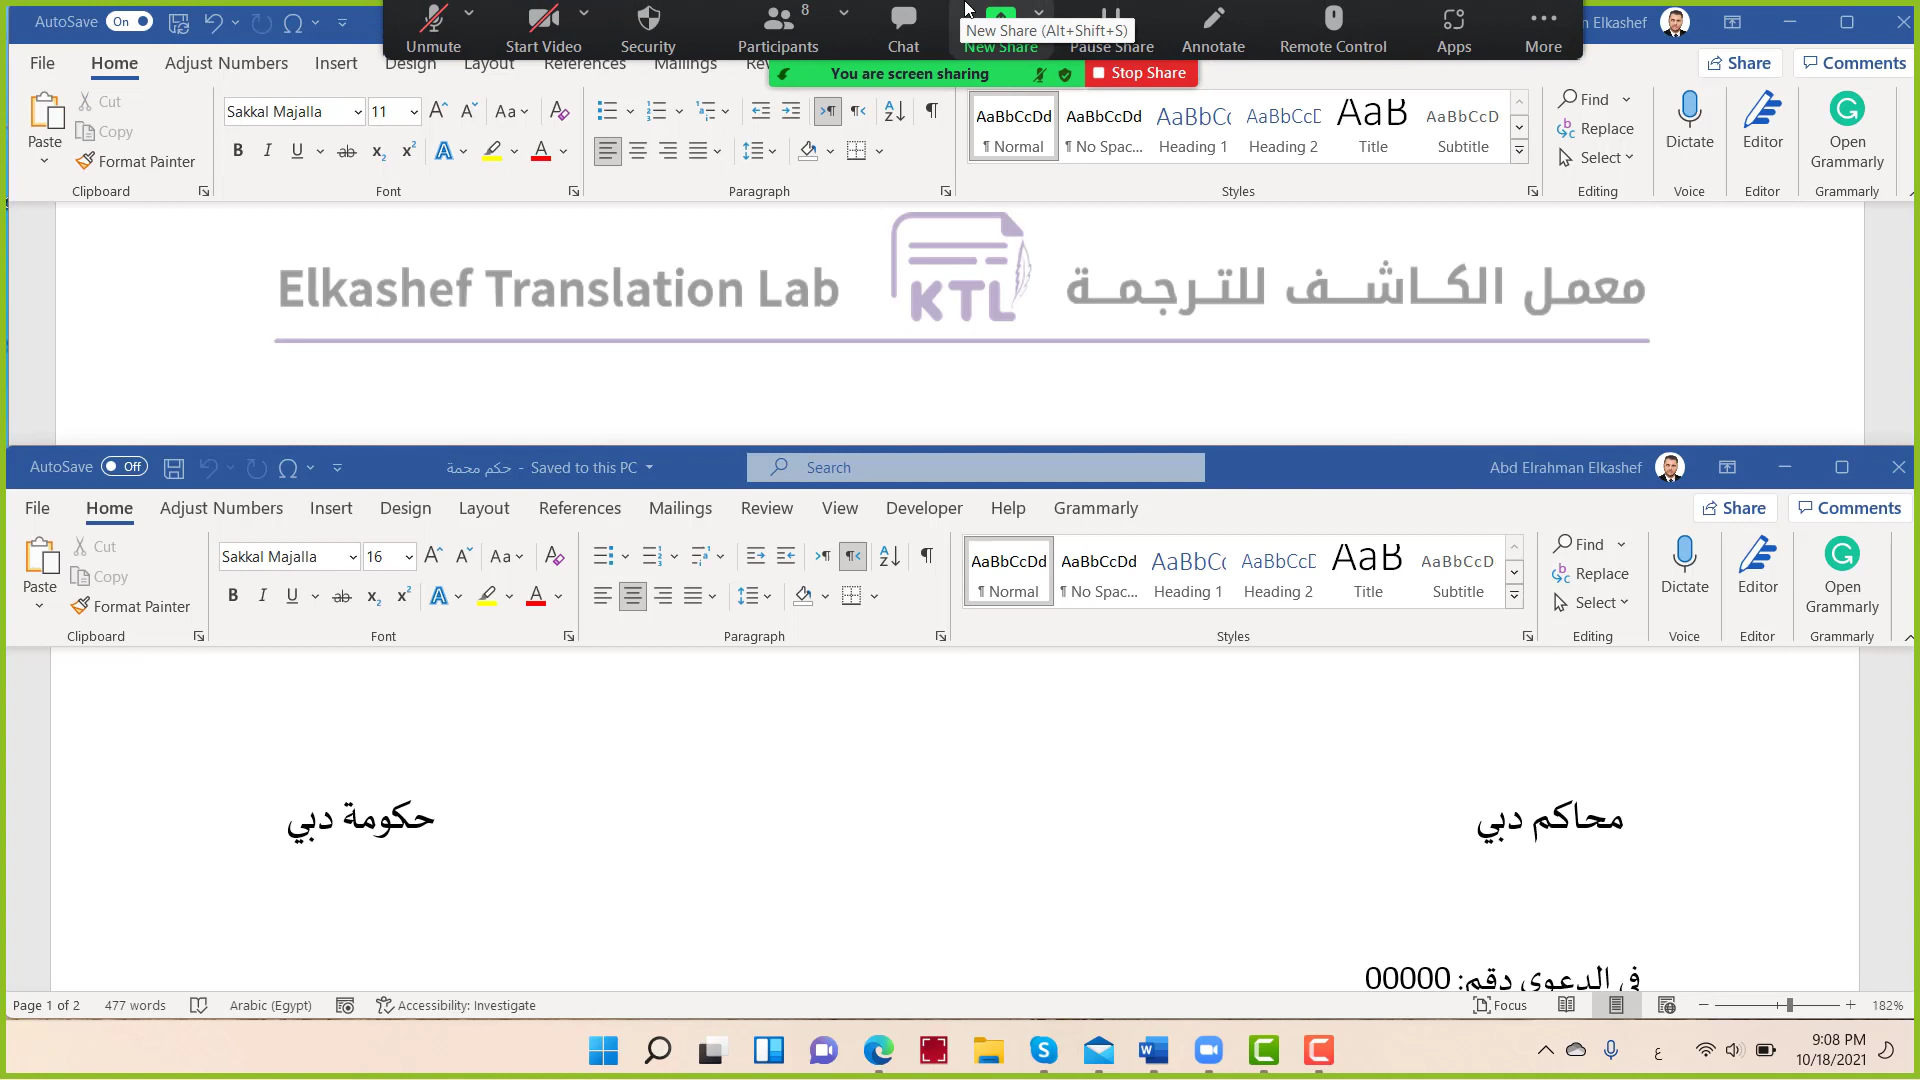 AutoSave On
Unmute Start Video Security Participants 8 Chat New Share Pause Share Annotate Remote Control Apps More
New Share (Alt+Shift+S)
Elkashef
You are screen sharing Stop Share
File Home Adjust Numbers Insert Design Layout References Mailings
Share Comments
Paste Cut Copy Format Painter
Sakkal Majalla 11
AaBbCcDd ¶ Normal AaBbCcDd ¶ No Spac... AaBbCc Heading 1 AaBbCcD Heading 2 AaB Title AaBbCcD Subtitle
Find Replace Select
Dictate Editor Open Grammarly
Clipboard Font Paragraph Styles Editing Voice Editor Grammarly
Elkashef Translation Lab KTL معمل الكاشف للترجمة
AutoSave Off حكم محمة - Saved to this PC Search Abd Elrahman Elkashef
File Home Adjust Numbers Insert Design Layout References Mailings Review View Developer Help Grammarly Share Comments
Paste Cut Copy Format Painter
Sakkal Majalla 16
AaBbCcDd ¶ Normal AaBbCcDd ¶ No Spac... AaBbCc Heading 1 AaBbCcD Heading 2 AaB Title AaBbCcD Subtitle
Find Replace Select
Dictate Editor Open Grammarly
Clipboard Font Paragraph Styles Editing Voice Editor Grammarly
محاكم دبي حكومة دبي
في الدعوى رقم: 00000
Page 1 of 2 477 words Arabic (Egypt) Accessibility: Investigate Focus 182%
ع 9:08 PM
10/18/2021